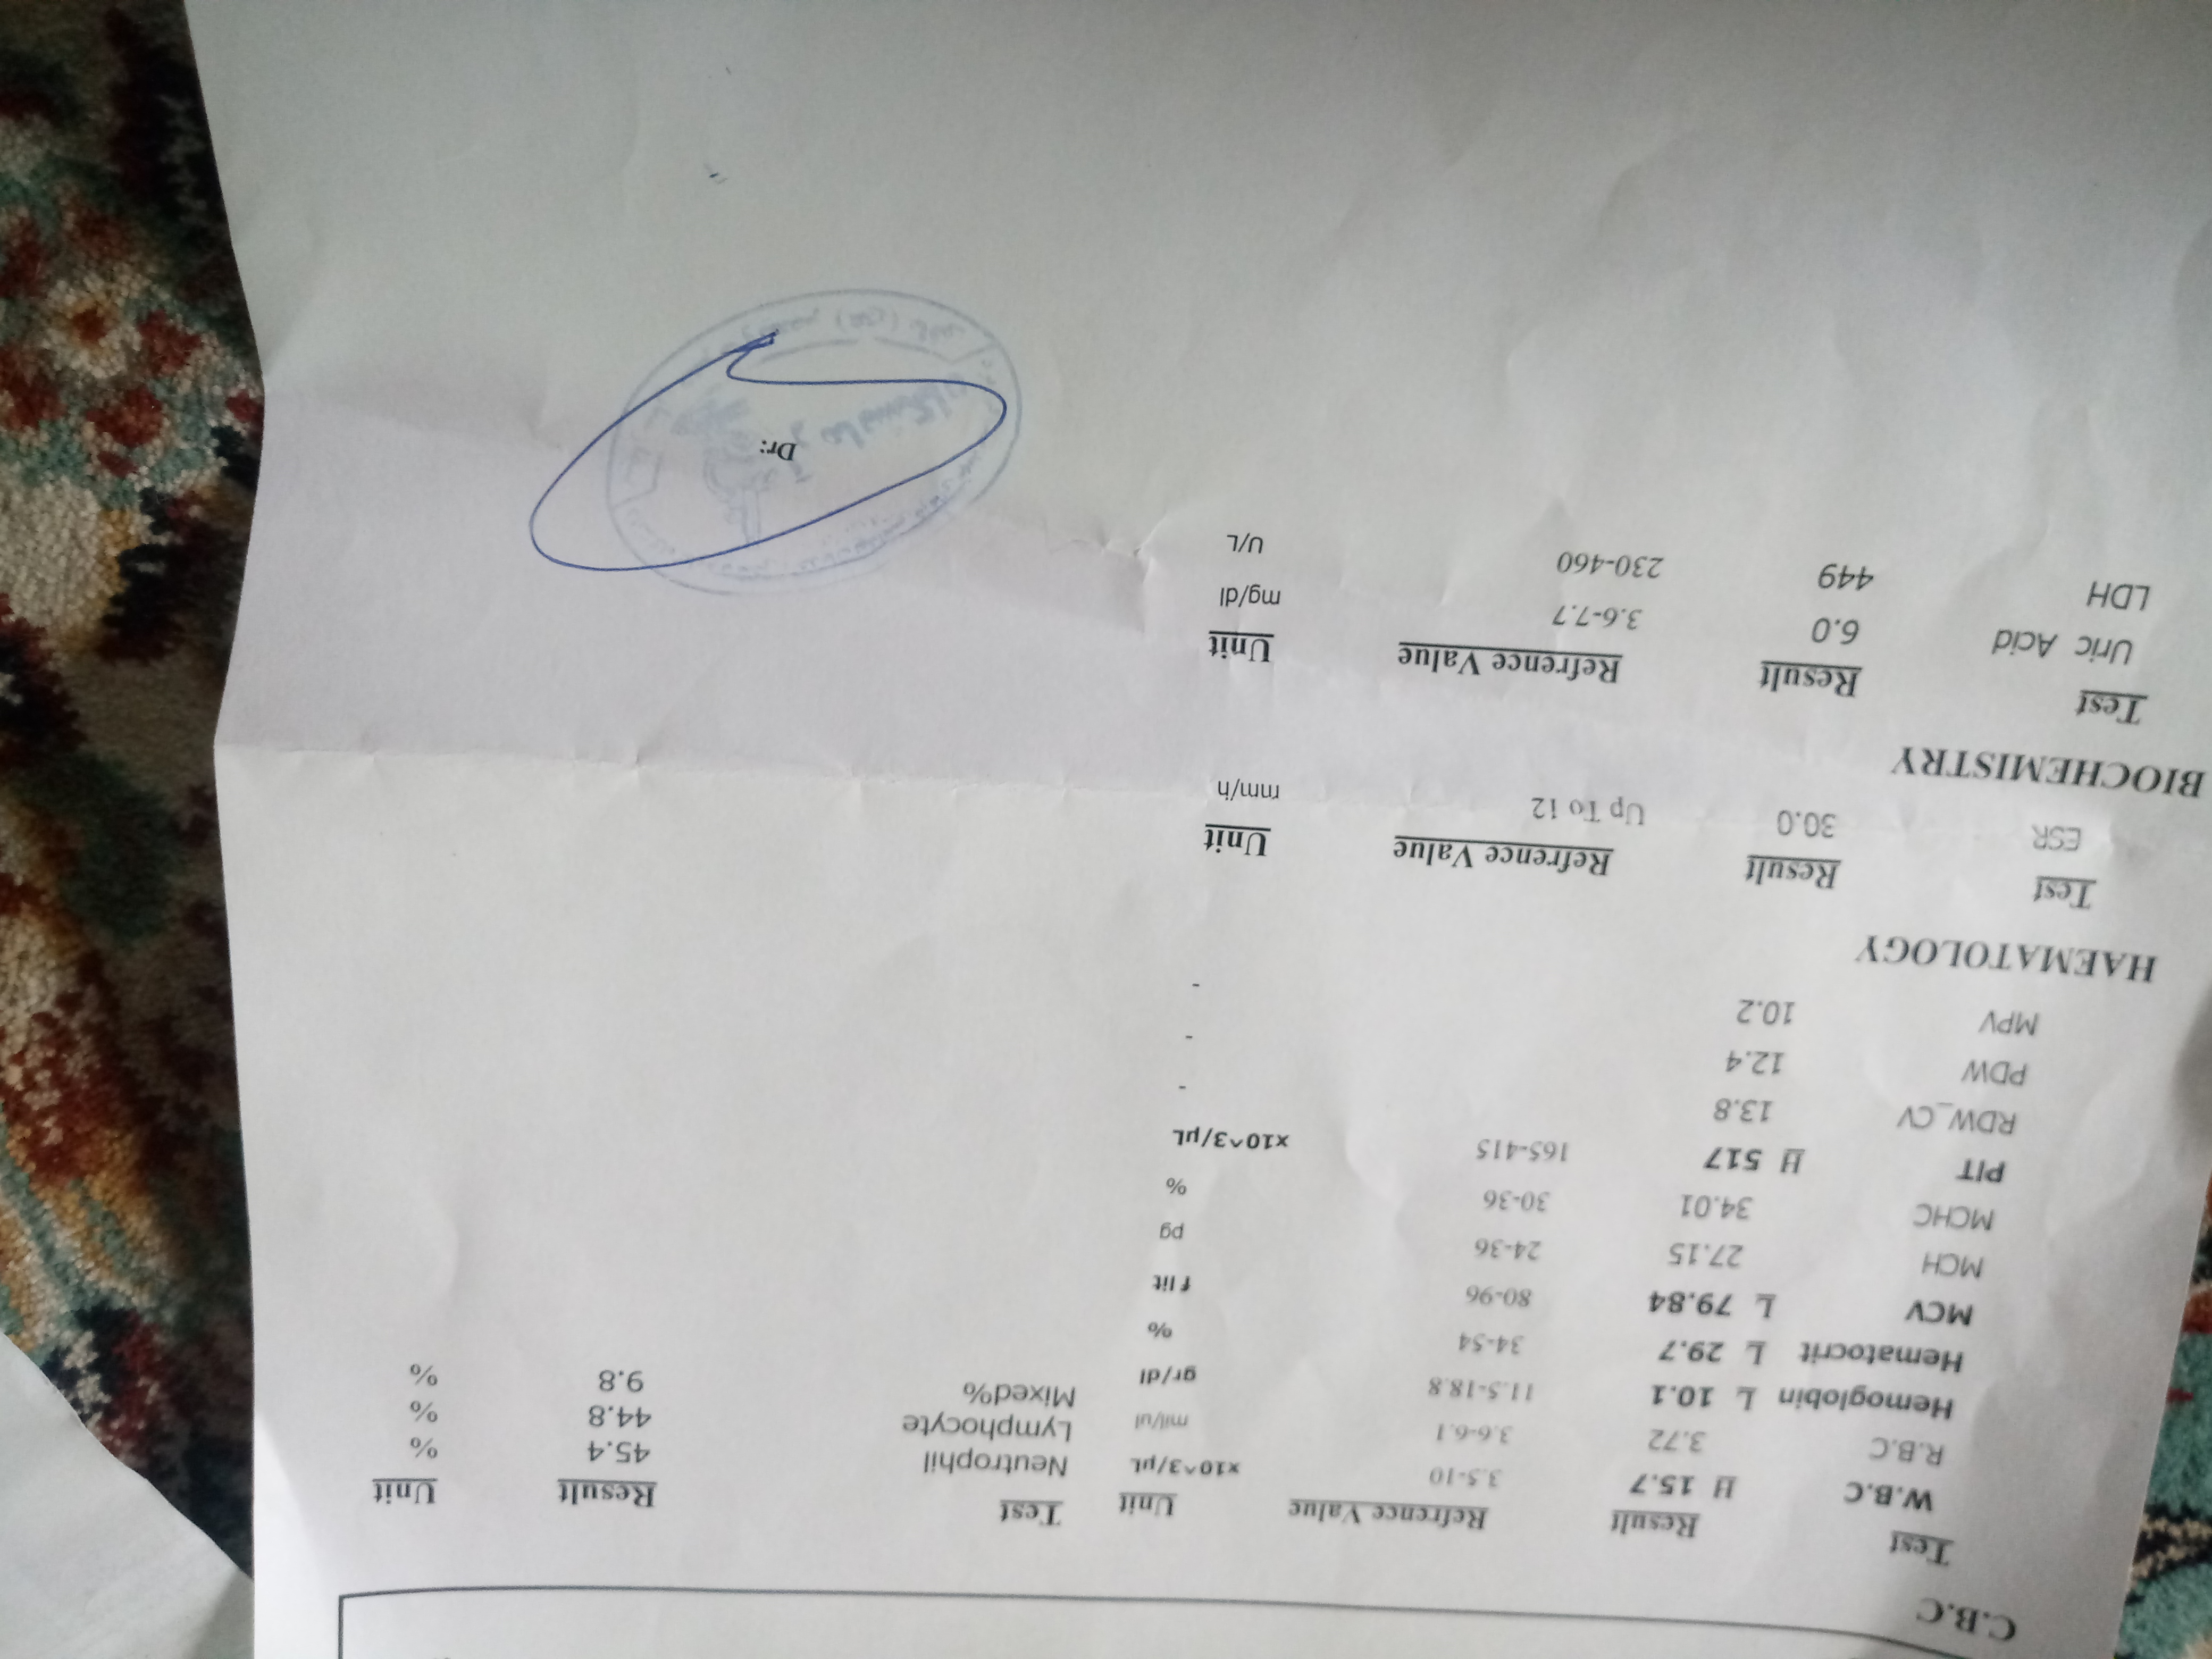 C.B.C
Test Result Refrence Value Unit Test Result Unit
W.B.C H 15.7 3.5-10 x10^3/µL Neutrophil 45.4 %
R.B.C 3.72 3.6-6.1 mil/ul Lymphocyte 44.8 %
Hemoglobin L 10.1 11.5-18.8 gr/dl Mixed% 9.8 %
Hematocrit L 29.7 34-54 %
MCV L 79.84 80-96 f lit
MCH 27.15 24-36 pg
MCHC 34.01 30-36 %
PlT H 517 165-415 x10^3/µL
RDW_CV 13.8 -
PDW 12.4 -
MPV 10.2 -
HAEMATOLOGY
Test Result Refrence Value Unit
ESR 30.0 Up To 12 mm/h
BIOCHEMISTRY
Test Result Refrence Value Unit
Uric Acid 6.0 3.6-7.7 mg/dl
LDH 449 230-460 U/L
Dr: